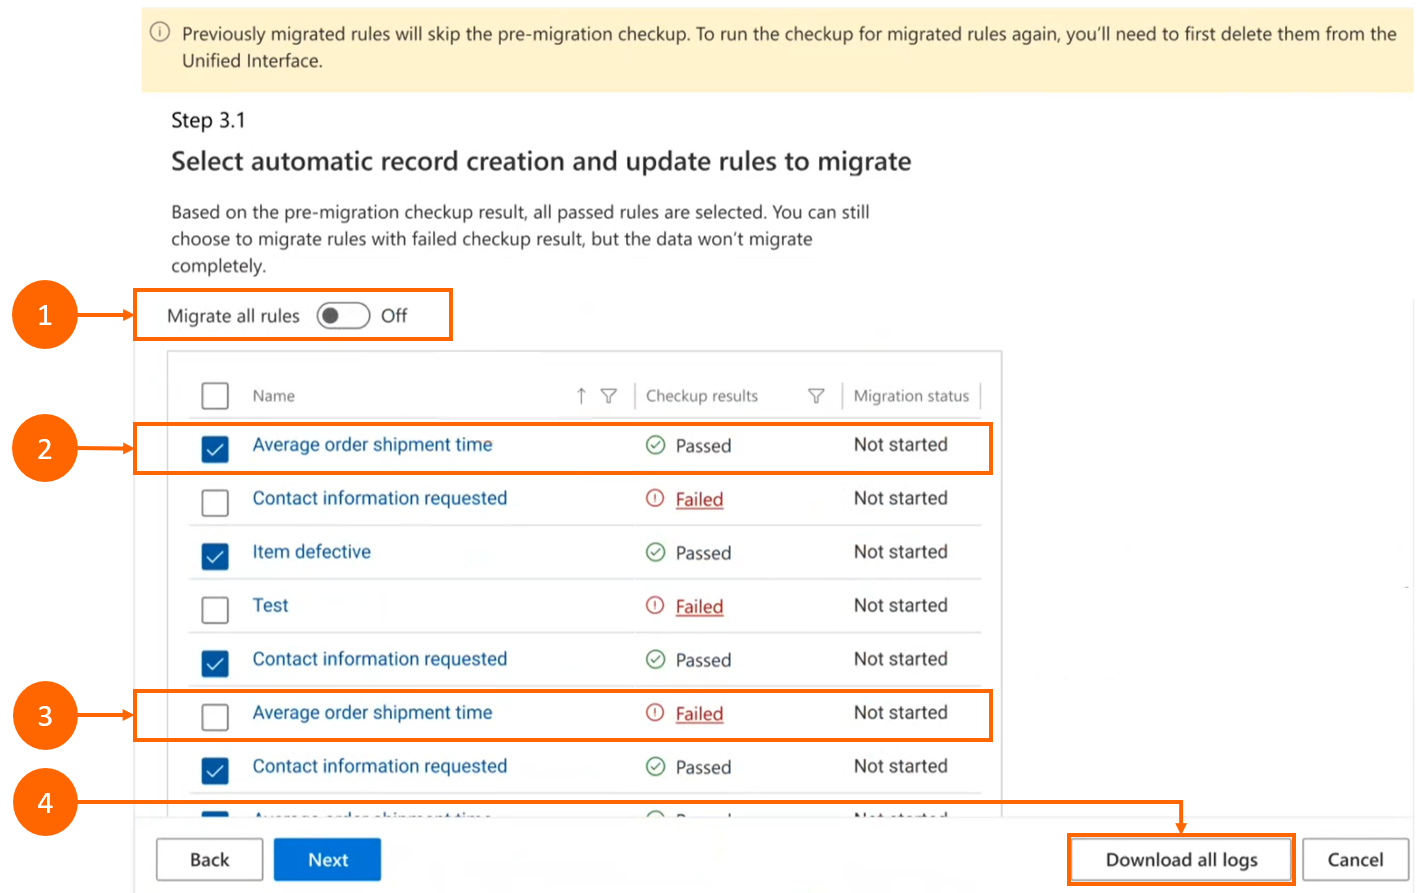 Previously migrated rules will skip the pre-migration checkup. To run the checkup for migrated rules again, you'll need to first delete them from the
Unified Interface.
Step 3.1
Select automatic record creation and update rules to migrate
Based on the pre-migration checkup result, all passed rules are selected. You can still
choose to migrate rules with failed checkup result, but the data won't migrate
completely.
1 Migrate all rules Off
Name Checkup results Migration status
2 Average order shipment time Passed Not started
Contact information requested Failed Not started
Item defective Passed Not started
Test Failed Not started
Contact information requested Passed Not started
3 Average order shipment time Failed Not started
Contact information requested Passed Not started
4
Back Next Download all logs Cancel